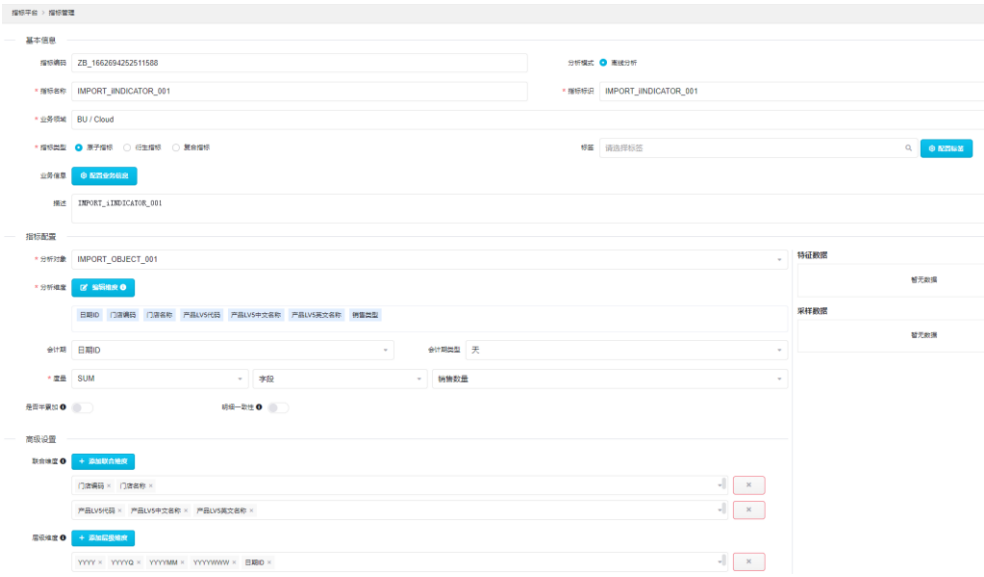 指标平台 > 指标管理
基本信息
指标编码 ZB_1662694252511588 分析模式 离线分析
* 指标名称 IMPORT_iINDICATOR_001 * 指标标识 IMPORT_iINDICATOR_001
* 业务领域 BU / Cloud
* 指标类型 原子指标 衍生指标 复合指标 标签 请选择标签 配置标签
业务信息 配置业务信息
描述 IMPORT_iINDICATOR_001
指标配置
* 分析对象 IMPORT_OBJECT_001 特征数据
暂无数据
* 分析维度 编辑维度
日期ID 门店编码 门店名称 产品LV5代码 产品LV5中文名称 产品LV5英文名称 销售类型 采样数据
暂无数据
会计期 日期ID 会计期类型 天
* 度量 SUM 字段 销售数量
是否半累加 明细一致性
高级设置
联合维度 + 添加联合维度
门店编码 × 门店名称 ×
产品LV5代码 × 产品LV5中文名称 × 产品LV5英文名称 ×
层级维度 + 添加层级维度
YYYY × YYYYQ × YYYYMM × YYYYWWW × 日期ID ×